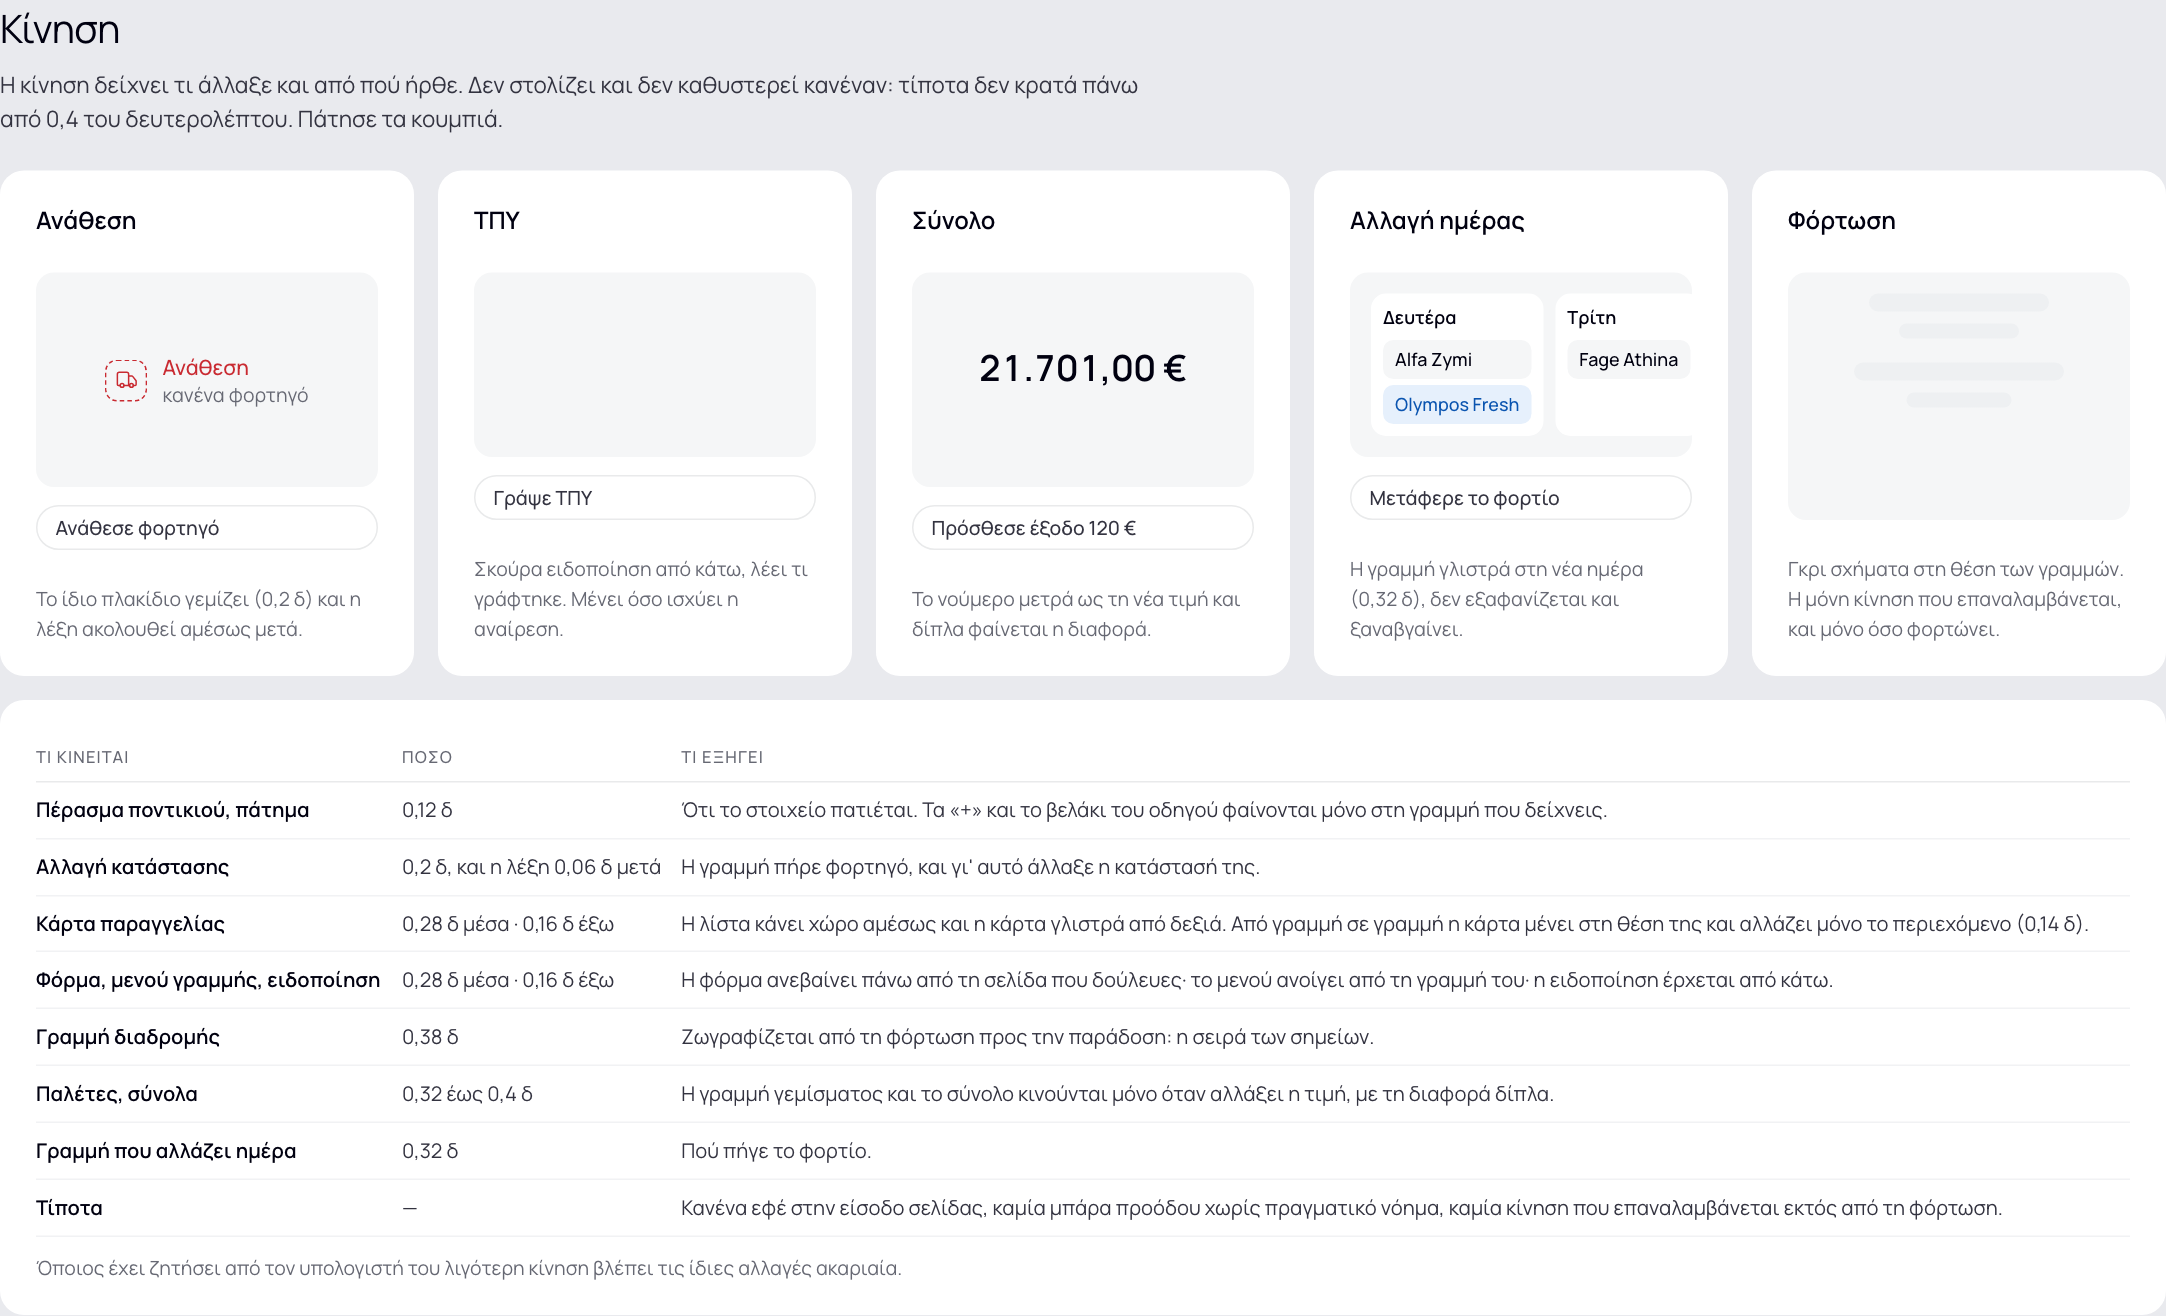 Κίνηση
Η κίνηση δείχνει τι άλλαξε και από πού ήρθε. Δεν στολίζει και δεν καθυστερεί κανέναν: τίποτα δεν κρατά πάνω
από 0,4 του δευτερολέπτου. Πάτησε τα κουμπιά.
Ανάθεση
Ανάθεση
κανένα φορτηγό
Ανάθεσε φορτηγό
Το ίδιο πλακίδιο γεμίζει (0,2 δ) και η
λέξη ακολουθεί αμέσως μετά.
ΤΠΥ
Γράψε ΤΠΥ
Σκούρα ειδοποίηση από κάτω, λέει τι
γράφτηκε. Μένει όσο ισχύει η
αναίρεση.
Σύνολο
21.701,00 €
Πρόσθεσε έξοδο 120 €
Το νούμερο μετρά ως τη νέα τιμή και
δίπλα φαίνεται η διαφορά.
Αλλαγή ημέρας
Δευτέρα
Alfa Zymi
Olympos Fresh
Τρίτη
Fage Athina
Μετάφερε το φορτίο
Η γραμμή γλιστρά στη νέα ημέρα
(0,32 δ), δεν εξαφανίζεται και
ξαναβγαίνει.
Φόρτωση
Γκρι σχήματα στη θέση των γραμμών.
Η μόνη κίνηση που επαναλαμβάνεται,
και μόνο όσο φορτώνει.
ΤΙ ΚΙΝΕΙΤΑΙ ΠΟΣΟ ΤΙ ΕΞΗΓΕΙ
Πέρασμα ποντικιού, πάτημα 0,12 δ Ότι το στοιχείο πατιέται. Τα «+» και το βελάκι του οδηγού φαίνονται μόνο στη γραμμή που δείχνεις.
Αλλαγή κατάστασης 0,2 δ, και η λέξη 0,06 δ μετά Η γραμμή πήρε φορτηγό, και γι' αυτό άλλαξε η κατάστασή της.
Κάρτα παραγγελίας 0,28 δ μέσα · 0,16 δ έξω Η λίστα κάνει χώρο αμέσως και η κάρτα γλιστρά από δεξιά. Από γραμμή σε γραμμή η κάρτα μένει στη θέση της και αλλάζει μόνο το περιεχόμενο (0,14 δ).
Φόρμα, μενού γραμμής, ειδοποίηση 0,28 δ μέσα · 0,16 δ έξω Η φόρμα ανεβαίνει πάνω από τη σελίδα που δούλευες· το μενού ανοίγει από τη γραμμή του· η ειδοποίηση έρχεται από κάτω.
Γραμμή διαδρομής 0,38 δ Ζωγραφίζεται από τη φόρτωση προς την παράδοση: η σειρά των σημείων.
Παλέτες, σύνολα 0,32 έως 0,4 δ Η γραμμή γεμίσματος και το σύνολο κινούνται μόνο όταν αλλάξει η τιμή, με τη διαφορά δίπλα.
Γραμμή που αλλάζει ημέρα 0,32 δ Πού πήγε το φορτίο.
Τίποτα — Κανένα εφέ στην είσοδο σελίδας, καμία μπάρα προόδου χωρίς πραγματικό νόημα, καμία κίνηση που επαναλαμβάνεται εκτός από τη φόρτωση.
Όποιος έχει ζητήσει από τον υπολογιστή του λιγότερη κίνηση βλέπει τις ίδιες αλλαγές ακαριαία.